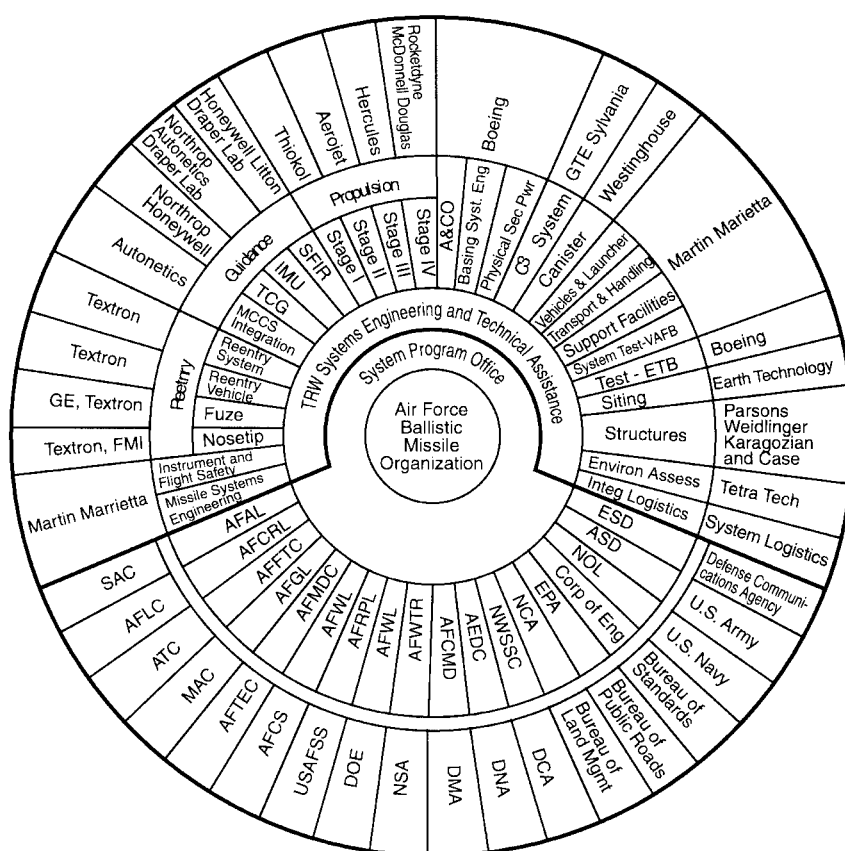 Rocketdyne
McDonnell Douglas
Boeing
GTE Sylvania
Westinghouse
Martin Marietta
Boeing
Earth Technology
Parsons
Weidlinger
Karagozian
and Case
Tetra Tech
System Logistics
Defense Communi-
cations Agency
U.S. Army
U.S. Navy
Bureau of
Standards
Bureau of
Public Roads
Bureau of
Land Mgmt
DCA
DNA
DMA
NSA
DOE
USAFSS
AFCS
AFTEC
MAC
ATC
AFLC
SAC
Martin Marrietta
Textron, FMI
GE, Textron
Textron
Textron
Autonetics
Northrop
Honeywell
Northrop
Autonetics
Draper Lab
Honeywell Litton
Draper Lab
Thiokol
Aerojet
Hercules
Propulsion
Guidance
Reetnry
Stage IV
Stage III
Stage II
Stage I
SFIR
IMU
TCG
MCCS
Integration
Reentry
System
Reentry
Vehicle
Fuze
Nosetip
Instrument and
Flight Safety
Missile Systems
Engineering
A&CO
Basing Syst. Eng
Physical Sec Pwr
C3 System
Canister
Vehicles & Launcher
Transport & Handling
Support Facilities
System Test-VAFB
Test - ETB
Siting
Structures
Environ Assess
Integ Logistics
ESD
ASD
NOL
Corp of Eng
EPA
NCA
NWSSC
AEDC
AFCMD
AFWTR
AFWL
AFRPL
AFWL
AFMDC
AFGL
AFFTC
AFCRL
AFAL
TRW Systems Engineering and Technical Assistance
System Program Office
Air Force
Ballistic
Missile
Organization